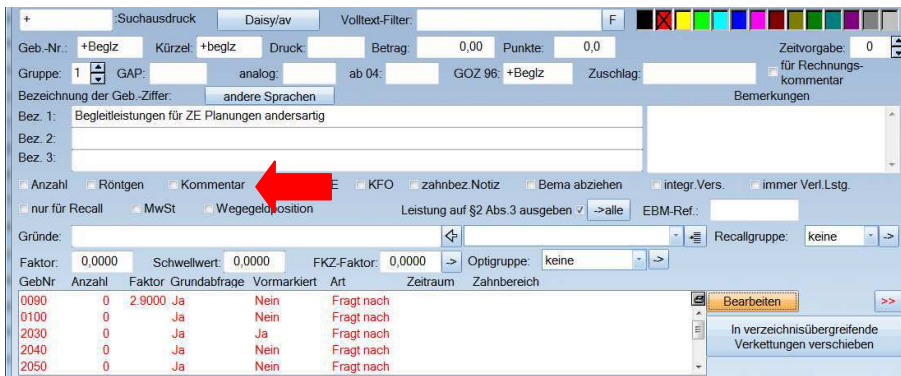 + :Suchausdruck Daisy/av Volltext-Filter: F
Geb.-Nr.: +Beglz Kürzel: +beglz Druck: Betrag: 0,00 Punkte: 0,0 Zeitvorgabe: 0
Gruppe: 1 GAP: analog: ab 04: GOZ 96: +Beglz Zuschlag: für Rechnungs-
kommentar
Bezeichnung der Geb.-Ziffer: andere Sprachen Bemerkungen
Bez. 1: Begleitleistungen für ZE Planungen andersartig
Bez. 2:
Bez. 3:
Anzahl Röntgen Kommentar E KFO zahnbez.Notiz Bema abziehen integr.Vers. immer Verl.Lstg.
nur für Recall MwSt Wegegeldposition Leistung auf §2 Abs.3 ausgeben ->alle EBM-Ref.:
Gründe: Recallgruppe: keine ->
Faktor: 0,0000 Schwellwert: 0,0000 FKZ-Faktor: 0,0000 -> Optigruppe: keine ->
GebNr Anzahl Faktor Grundabfrage Vormarkiert Art Zeitraum Zahnbereich
0090 0 2.9000 Ja Nein Fragt nach Bearbeiten >>
0100 0 Ja Nein Fragt nach
2030 0 Ja Ja Fragt nach In verzeichnisübergreifende
2040 0 Ja Nein Fragt nach Verkettungen verschieben
2050 0 Ja Nein Fragt nach